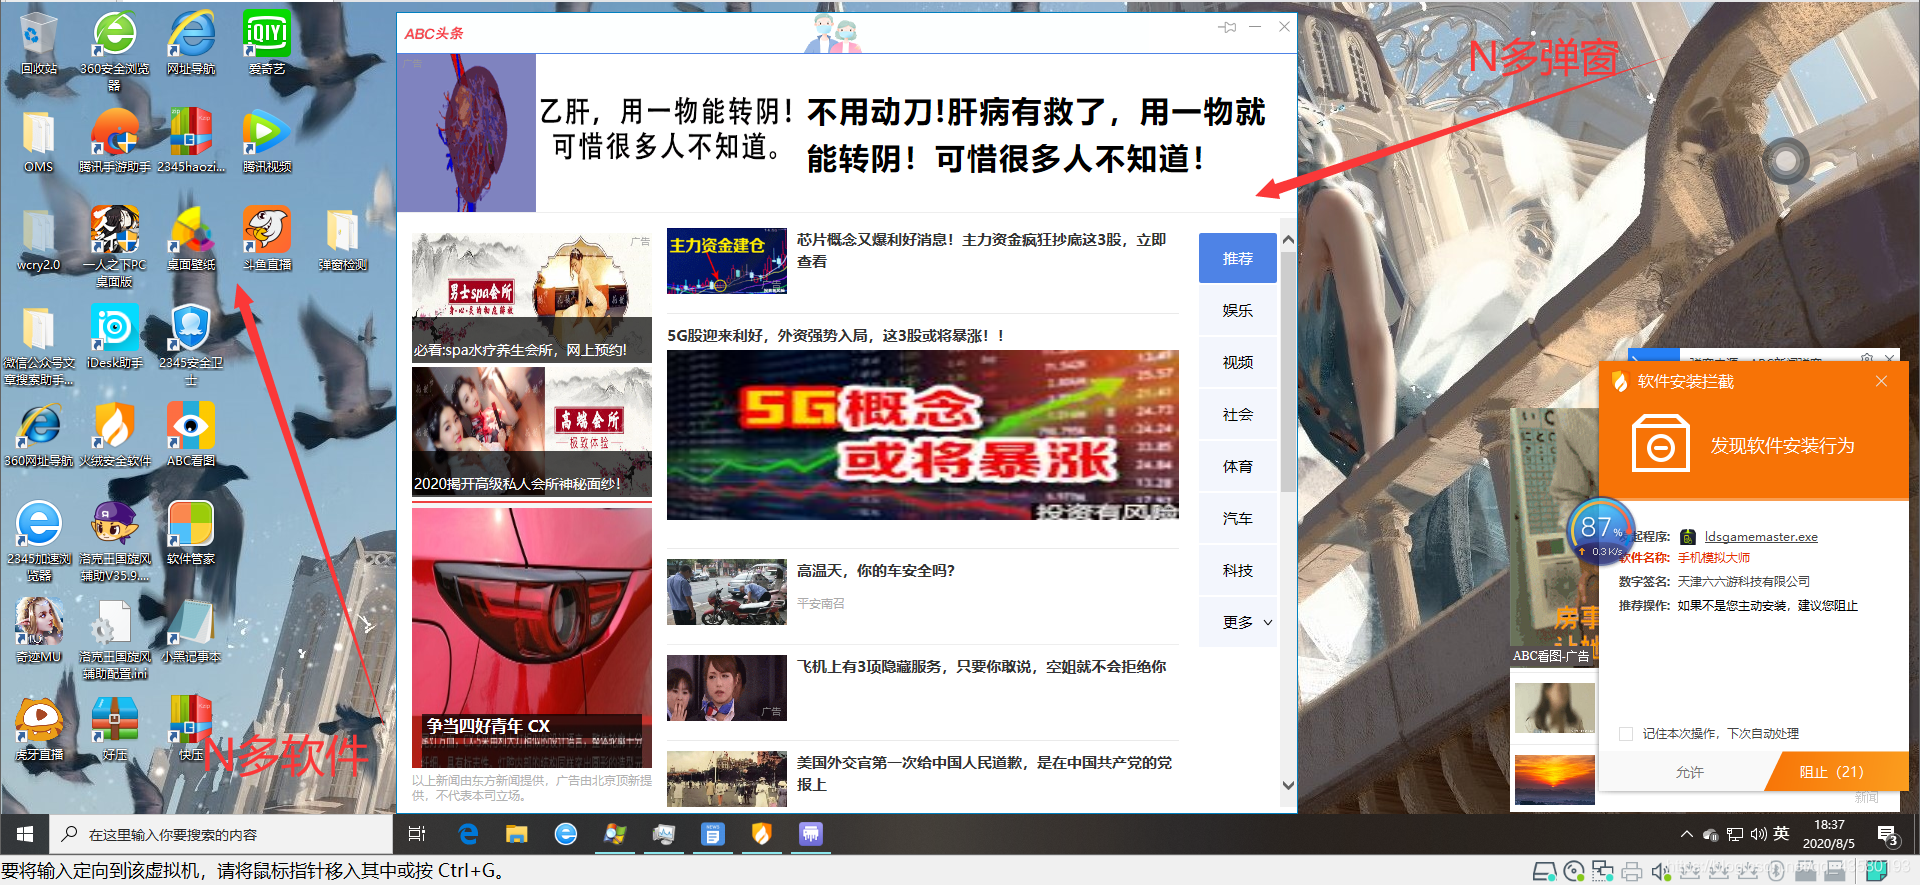 回收站
360安全浏览器
网址导航
爱奇艺
OMS
腾讯手游助手
2345haozi...
腾讯视频
wcry2.0
一人之下PC桌面版
桌面壁纸
斗鱼直播
弹窗检测
微信公众号文章搜索助手...
iDesk助手
2345安全卫士
360网址导航
火绒安全软件
ABC看图
2345加速浏览器
洛克王国旋风辅助V35.9....
软件管家
奇迹MU
洛克王国旋风辅助配置.ini
小黑记事本
虎牙直播
好压
快压
N多软件
N多弹窗
ABC头条
广告
乙肝，用一物能转阴！
可惜很多人不知道。
不用动刀!肝病有救了，用一物就
能转阴！可惜很多人不知道！
广告
男士spa会所
必看:spa水疗养生会所，网上预约!
高端会所
极致体验
2020揭开高级私人会所神秘面纱!
争当四好青年 CX
以上新闻由东方新闻提供，广告由北京顶新提
供，不代表本司立场。
主力资金建仓
广告
芯片概念又爆利好消息！主力资金疯狂抄底这3股，立即
查看
5G股迎来利好，外资强势入局，这3股或将暴涨！！
5G概念
或将暴涨
投资有风险
高温天，你的车安全吗?
平安南召
飞机上有3项隐藏服务，只要你敢说，空姐就不会拒绝你
广告
美国外交官第一次给中国人民道歉，是在中国共产党的党
报上
推荐
娱乐
视频
社会
体育
汽车
科技
更多
软件安装拦截
发现软件安装行为
87%
0.3K/s
起程序: ldsgamemaster.exe
软件名称: 手机模拟大师
数字签名: 天津六六游科技有限公司
推荐操作: 如果不是您主动安装，建议您阻止
房事
ABC看图-广告
记住本次操作，下次自动处理
允许
阻止（21）
新闻
在这里输入你要搜索的内容
英
18:37
2020/8/5
3
要将输入定向到该虚拟机，请将鼠标指针移入其中或按 Ctrl+G。